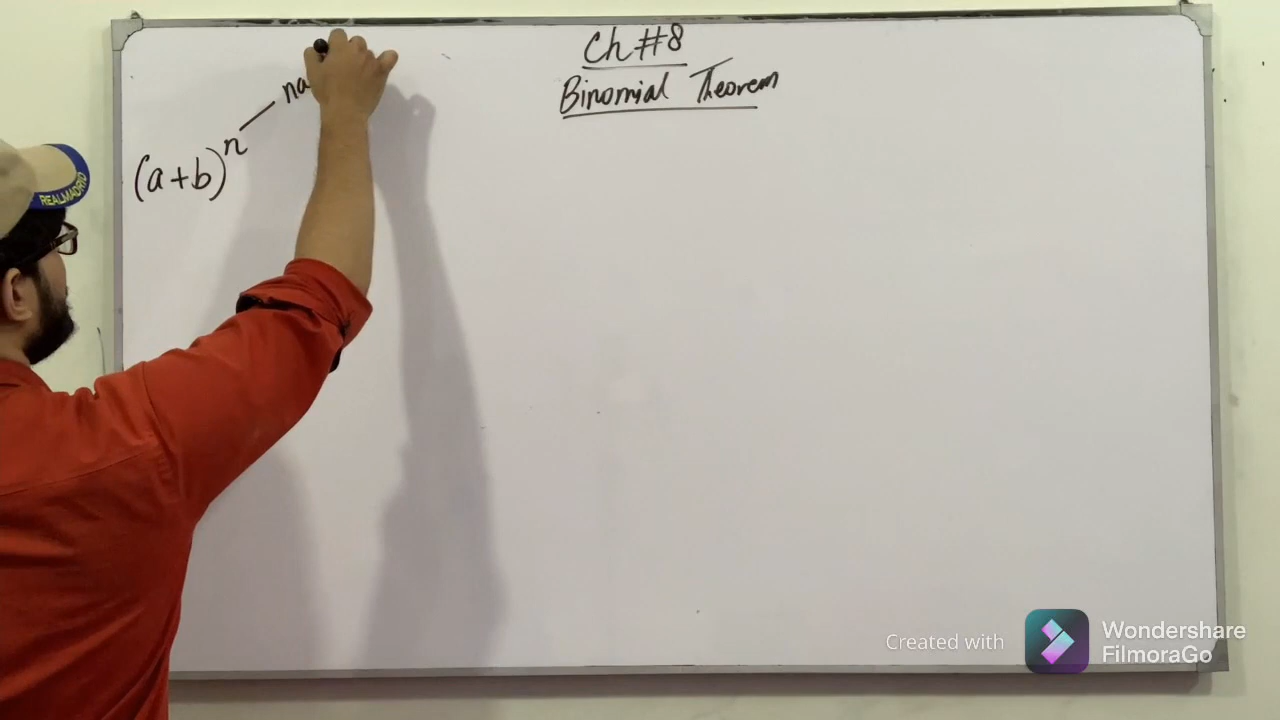 Ch #8
Binomial Theorem
na
(a+b)^n
REALMADRID
Created with
Wondershare
FilmoraGo